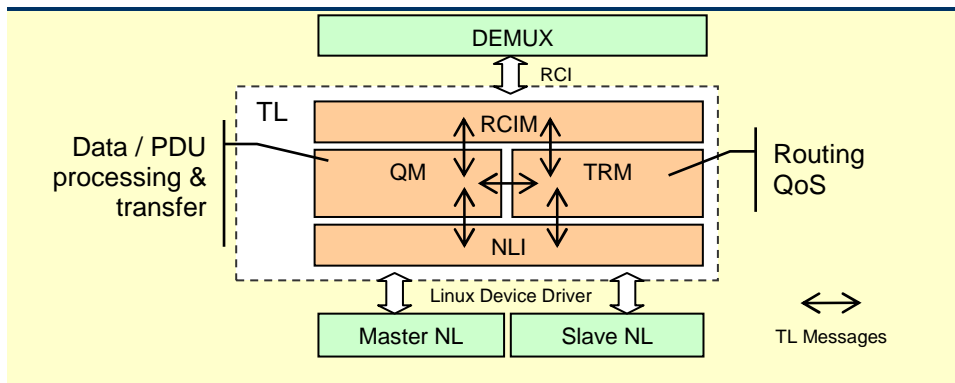 DEMUX
RCI
TL
RCIM
Data / PDU
processing &
transfer
QM
TRM
Routing
QoS
NLI
Linux Device Driver
Master NL
Slave NL
TL Messages